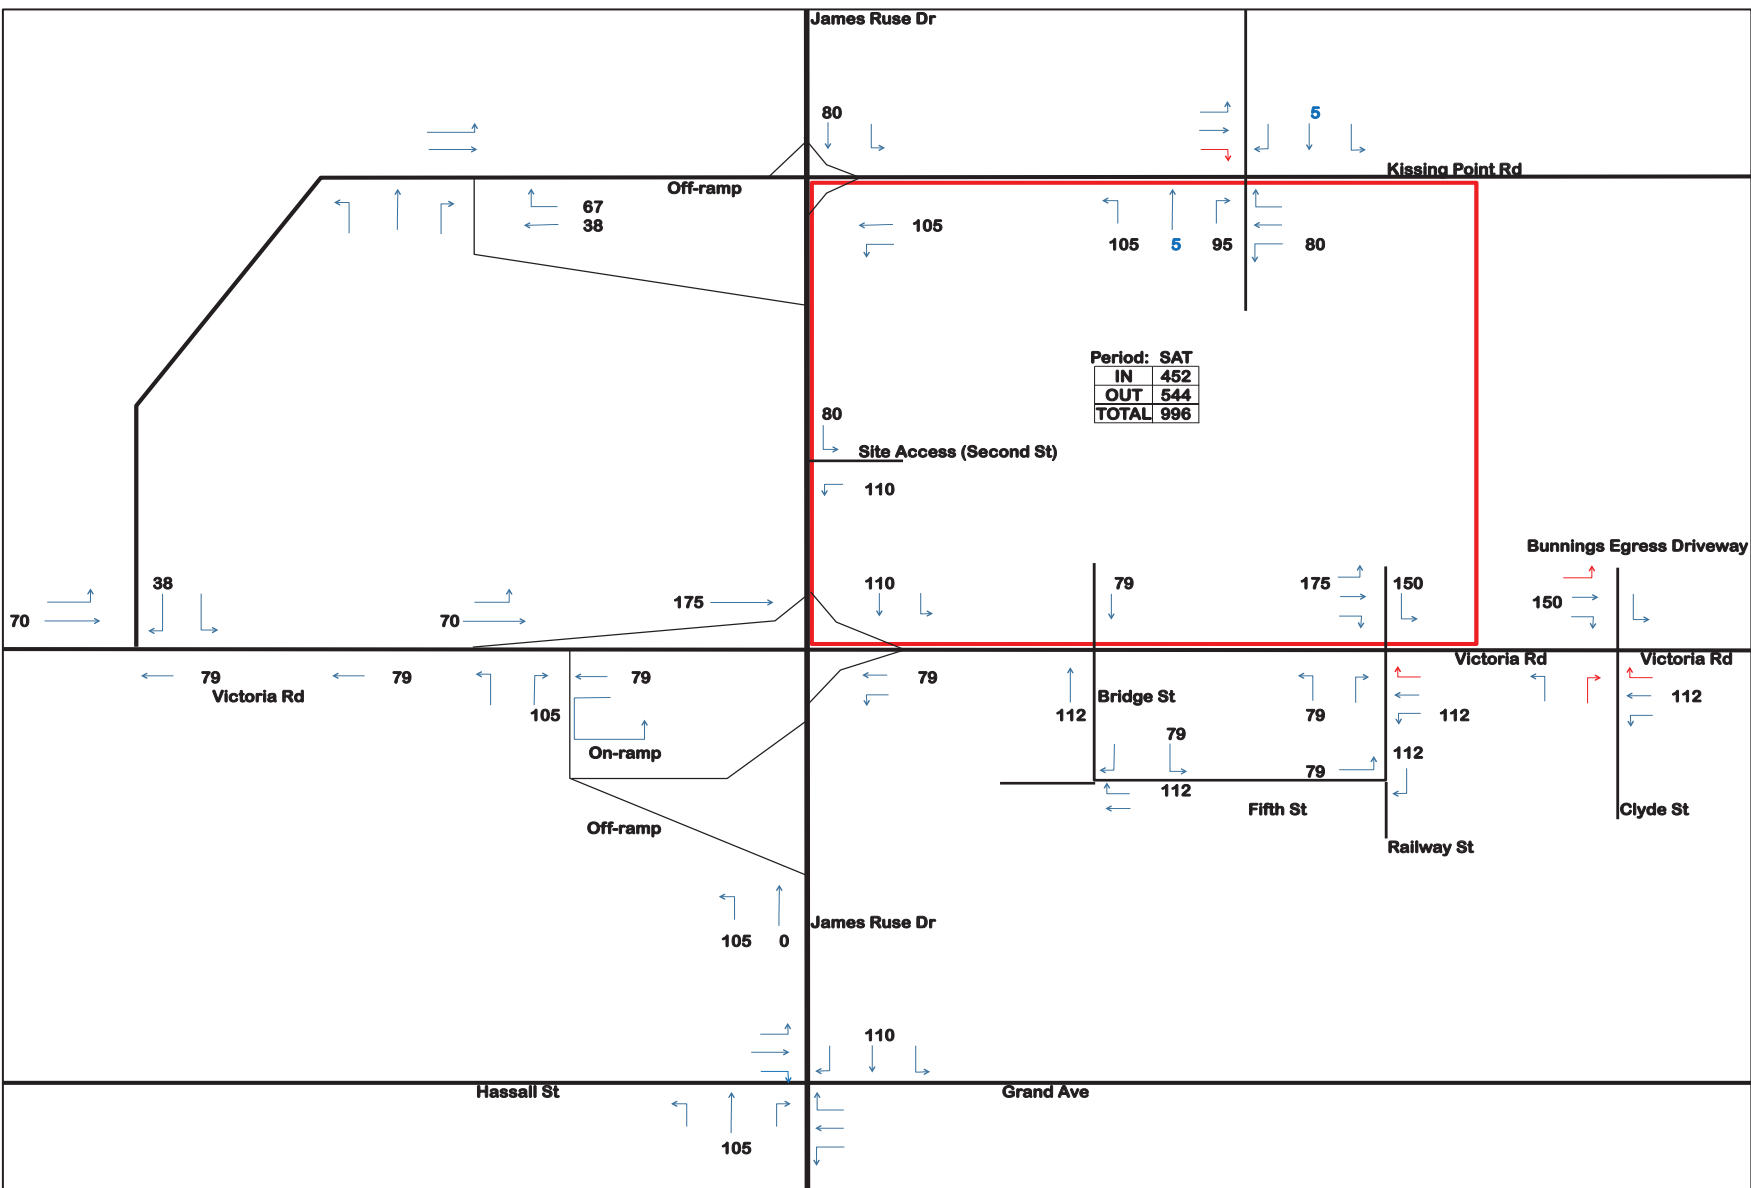 James Ruse Dr
80
5
Kissing Point Rd
Off-ramp
67
38
105
105
5
95
80
Period: SAT
IN 452
OUT 544
TOTAL 996
80
Site Access (Second St)
110
Bunnings Egress Driveway
38
110
79
175
150
70
70
175
150
79
79
79
79
Victoria Rd
Victoria Rd
Victoria Rd
Bridge St
112
105
112
79
112
79
On-ramp
112
79
112
Fifth St
Clyde St
Off-ramp
Railway St
James Ruse Dr
105
0
110
Hassall St
Grand Ave
105